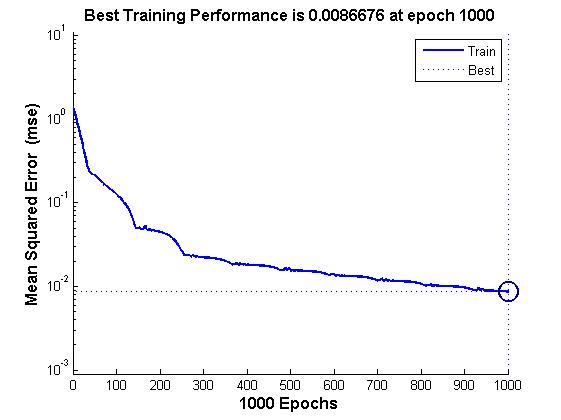 Best Training Performance is 0.0086676 at epoch 1000
10^1
Train
Best
10^0
10^-1
10^-2
10^-3
Mean Squared Error (mse)
0 100 200 300 400 500 600 700 800 900 1000
1000 Epochs